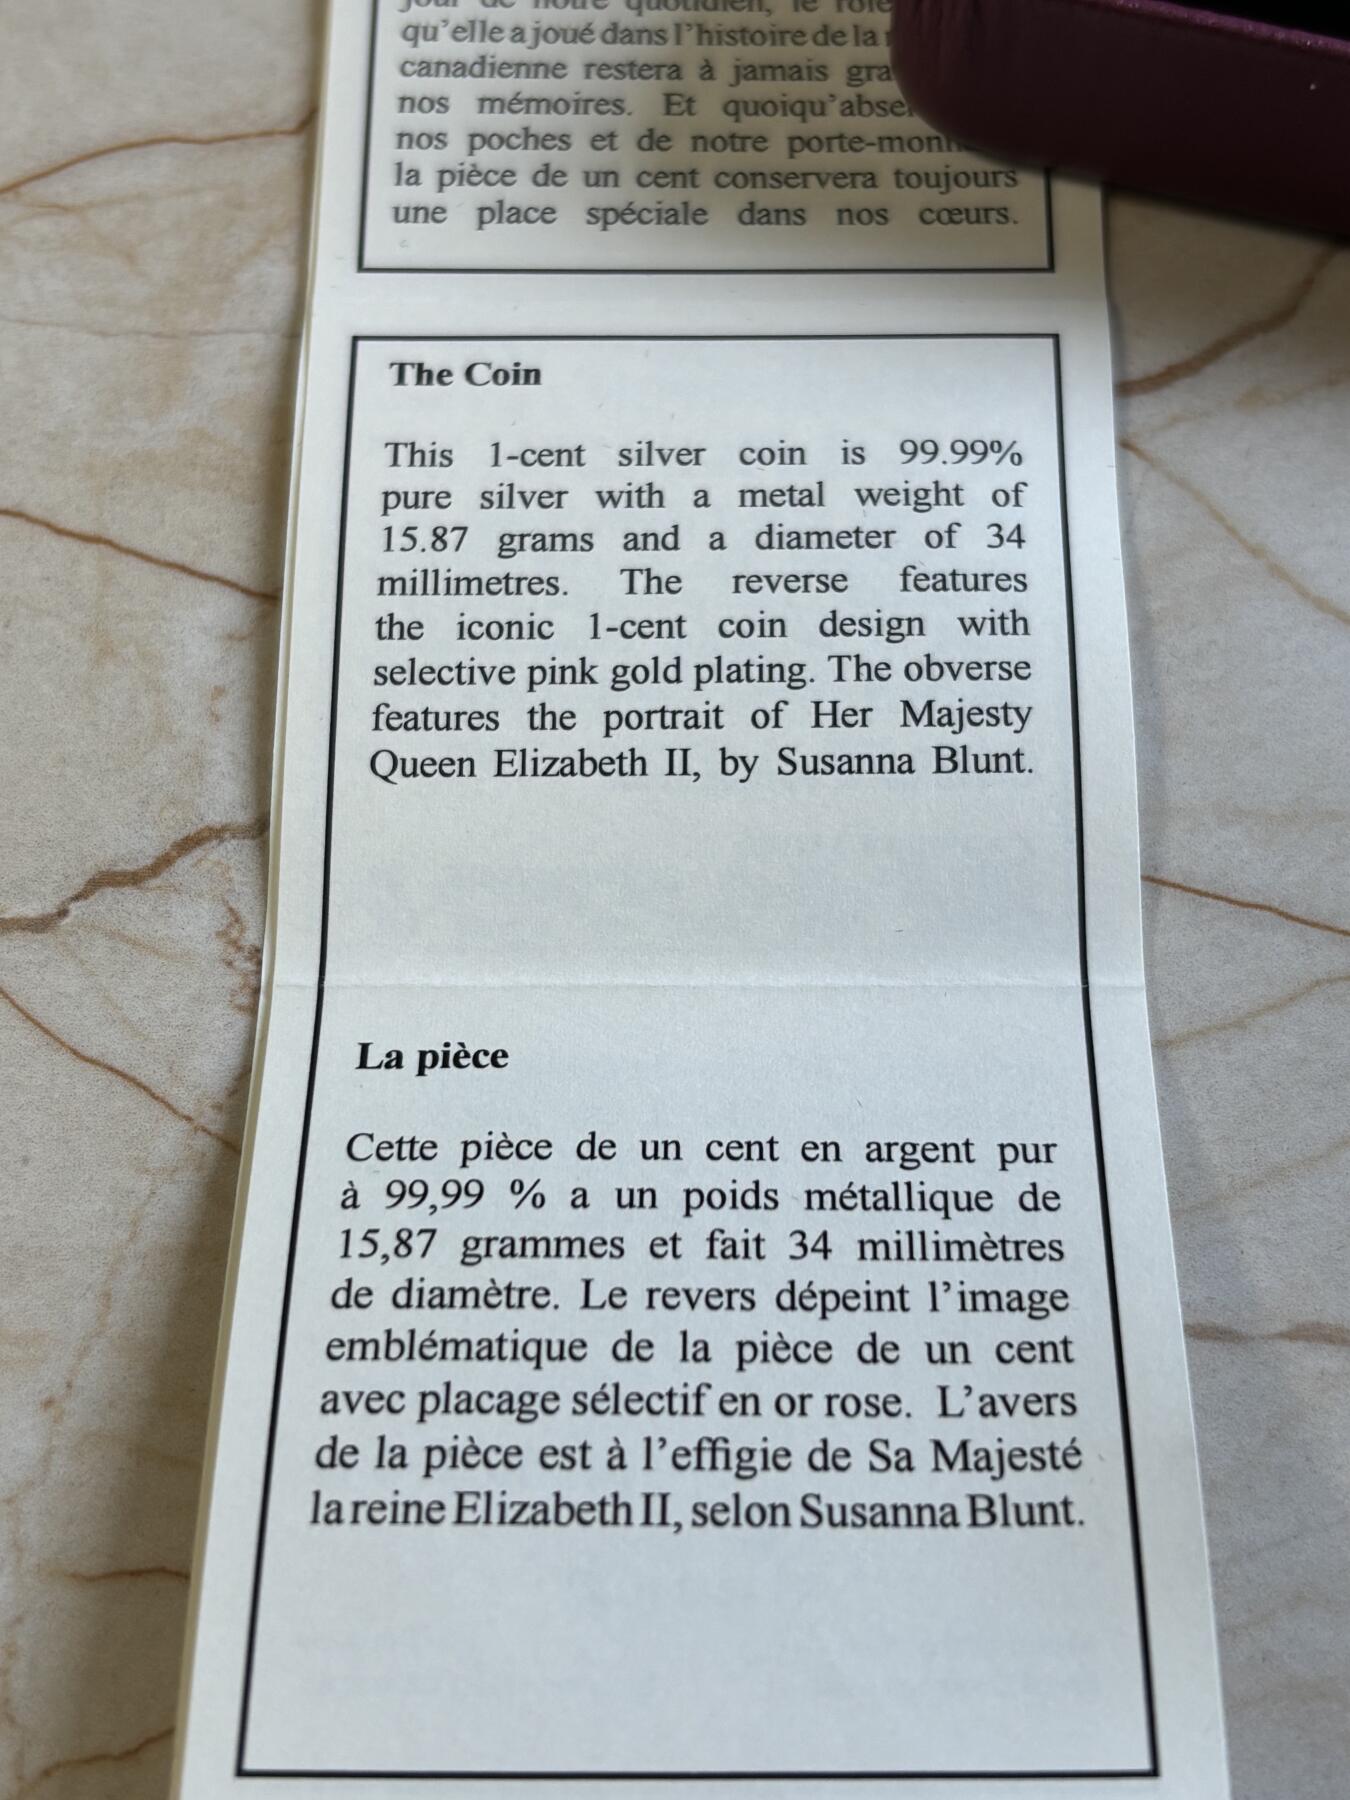 jour de notre quotidien, le rôle
qu'elle a joué dans l'histoire de la
canadienne restera à jamais
nos mémoires. Et
nos poches et de notre
la pièce de un cent conservera toujours
une place spéciale dans nos cœurs.
The Coin
This 1-cent silver coin is 99.99%
pure silver with a metal weight of
15.87 grams and a diameter of 34
millimetres. The reverse features
the iconic 1-cent coin design with
selective pink gold plating. The obverse
features the portrait of Her Majesty
Queen Elizabeth II, by Susanna Blunt.
La pièce
Cette pièce de un cent en argent pur
à 99,99 % a un poids métallique de
15,87 grammes et fait 34 millimètres
de diamètre. Le revers dépeint l'image
emblématique de la pièce de un cent
avec placage sélectif en or rose. L'avers
de la pièce est à l'effigie de Sa Majesté
la reine Elizabeth II, selon Susanna Blunt.